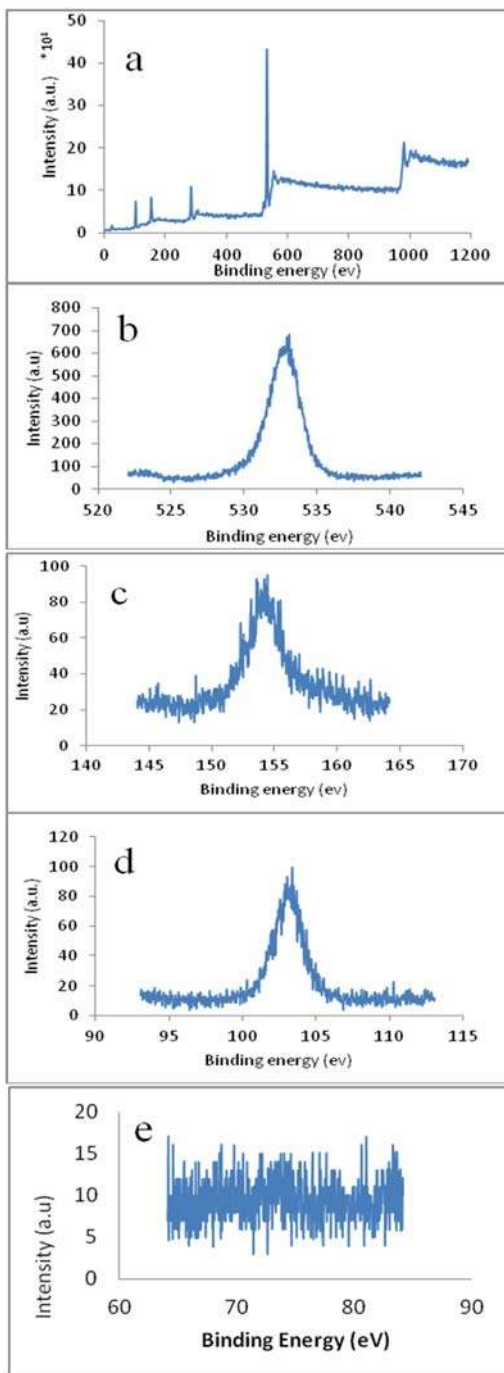 a
*10⁴
50
40
30
20
10
0
Intensity (a.u.)
0 200 400 600 800 1000 1200
Binding energy (ev)
b
800
700
600
500
400
300
200
100
0
Intensity (a.u)
520 525 530 535 540 545
Binding energy (ev)
c
100
80
60
40
20
0
Intensity (a.u)
140 145 150 155 160 165 170
Binding energy (ev)
d
120
100
80
60
40
20
0
Intensity (a.u.)
90 95 100 105 110 115
Binding energy (ev)
e
20
15
10
5
0
Intensity (a.u)
60 70 80 90
Binding Energy (eV)